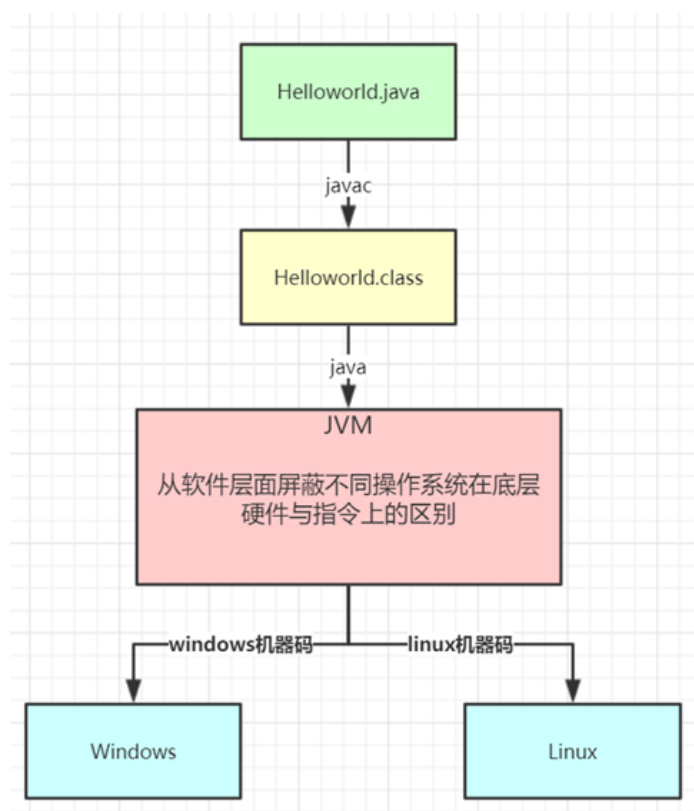 Helloworld.java
javac
Helloworld.class
java
JVM
从软件层面屏蔽不同操作系统在底层
硬件与指令上的区别
windows机器码
linux机器码
Windows
Linux